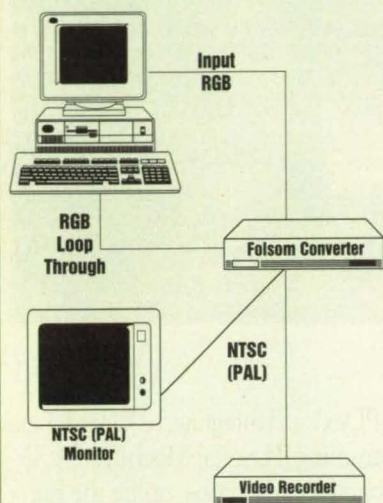 Input
RGB
RGB
Loop
Through
Folsom Converter
NTSC
(PAL)
NTSC (PAL)
Monitor
Video Recorder